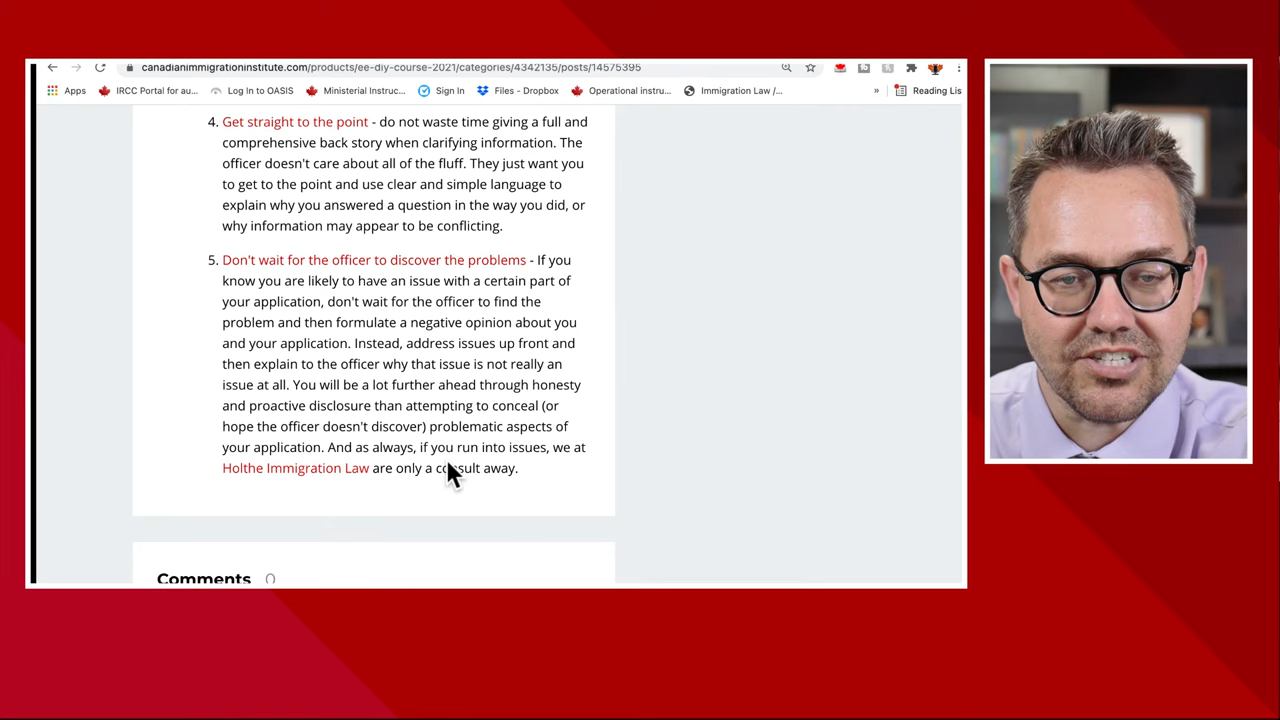 canadianimmigrationinstitute.com/products/ee-diy-course-2021/categories/4342135/posts/14575395
Apps IRCC Portal for au... Log In to OASIS Ministerial Instruc... Sign In Files - Dropbox Operational instru... Immigration Law /... » Reading Lis
4. Get straight to the point - do not waste time giving a full and
comprehensive back story when clarifying information. The
officer doesn't care about all of the fluff. They just want you
to get to the point and use clear and simple language to
explain why you answered a question in the way you did, or
why information may appear to be conflicting.
5. Don't wait for the officer to discover the problems - If you
know you are likely to have an issue with a certain part of
your application, don't wait for the officer to find the
problem and then formulate a negative opinion about you
and your application. Instead, address issues up front and
then explain to the officer why that issue is not really an
issue at all. You will be a lot further ahead through honesty
and proactive disclosure than attempting to conceal (or
hope the officer doesn't discover) problematic aspects of
your application. And as always, if you run into issues, we at
Holthe Immigration Law are only a consult away.
Comments 0